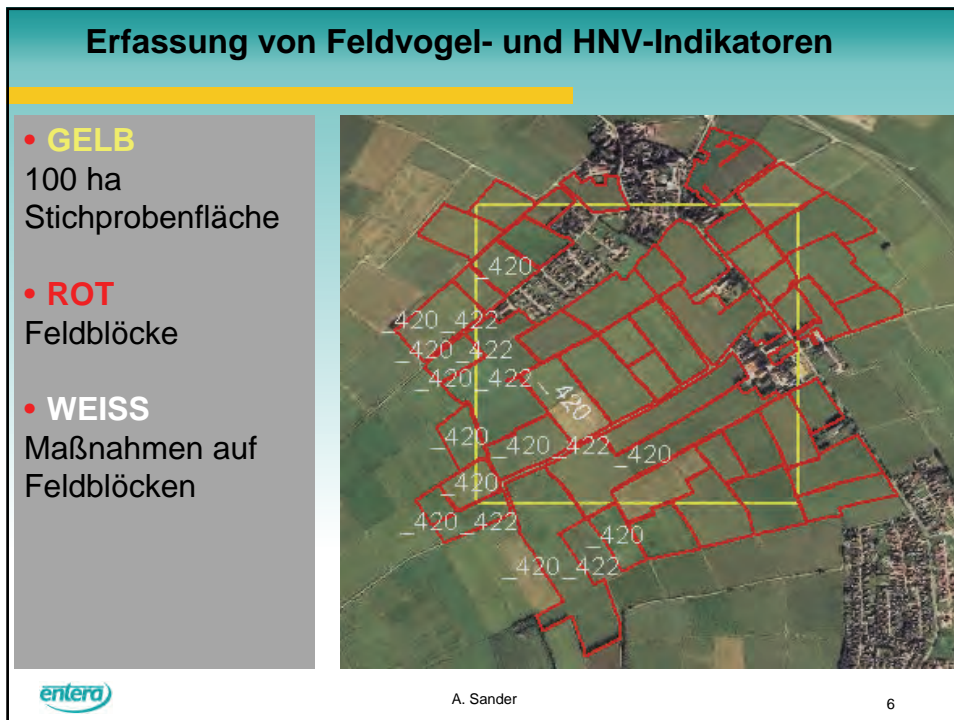 Erfassung von Feldvogel- und HNV-Indikatoren
• GELB
100 ha
Stichprobenfläche
• ROT
Feldblöcke
• WEISS
Maßnahmen auf
Feldblöcken
_420
_420_422
_420_422
_420_422
_420
_420
_420_422
_420
_420
_420_422
_420
_420_422
entera
A. Sander
6